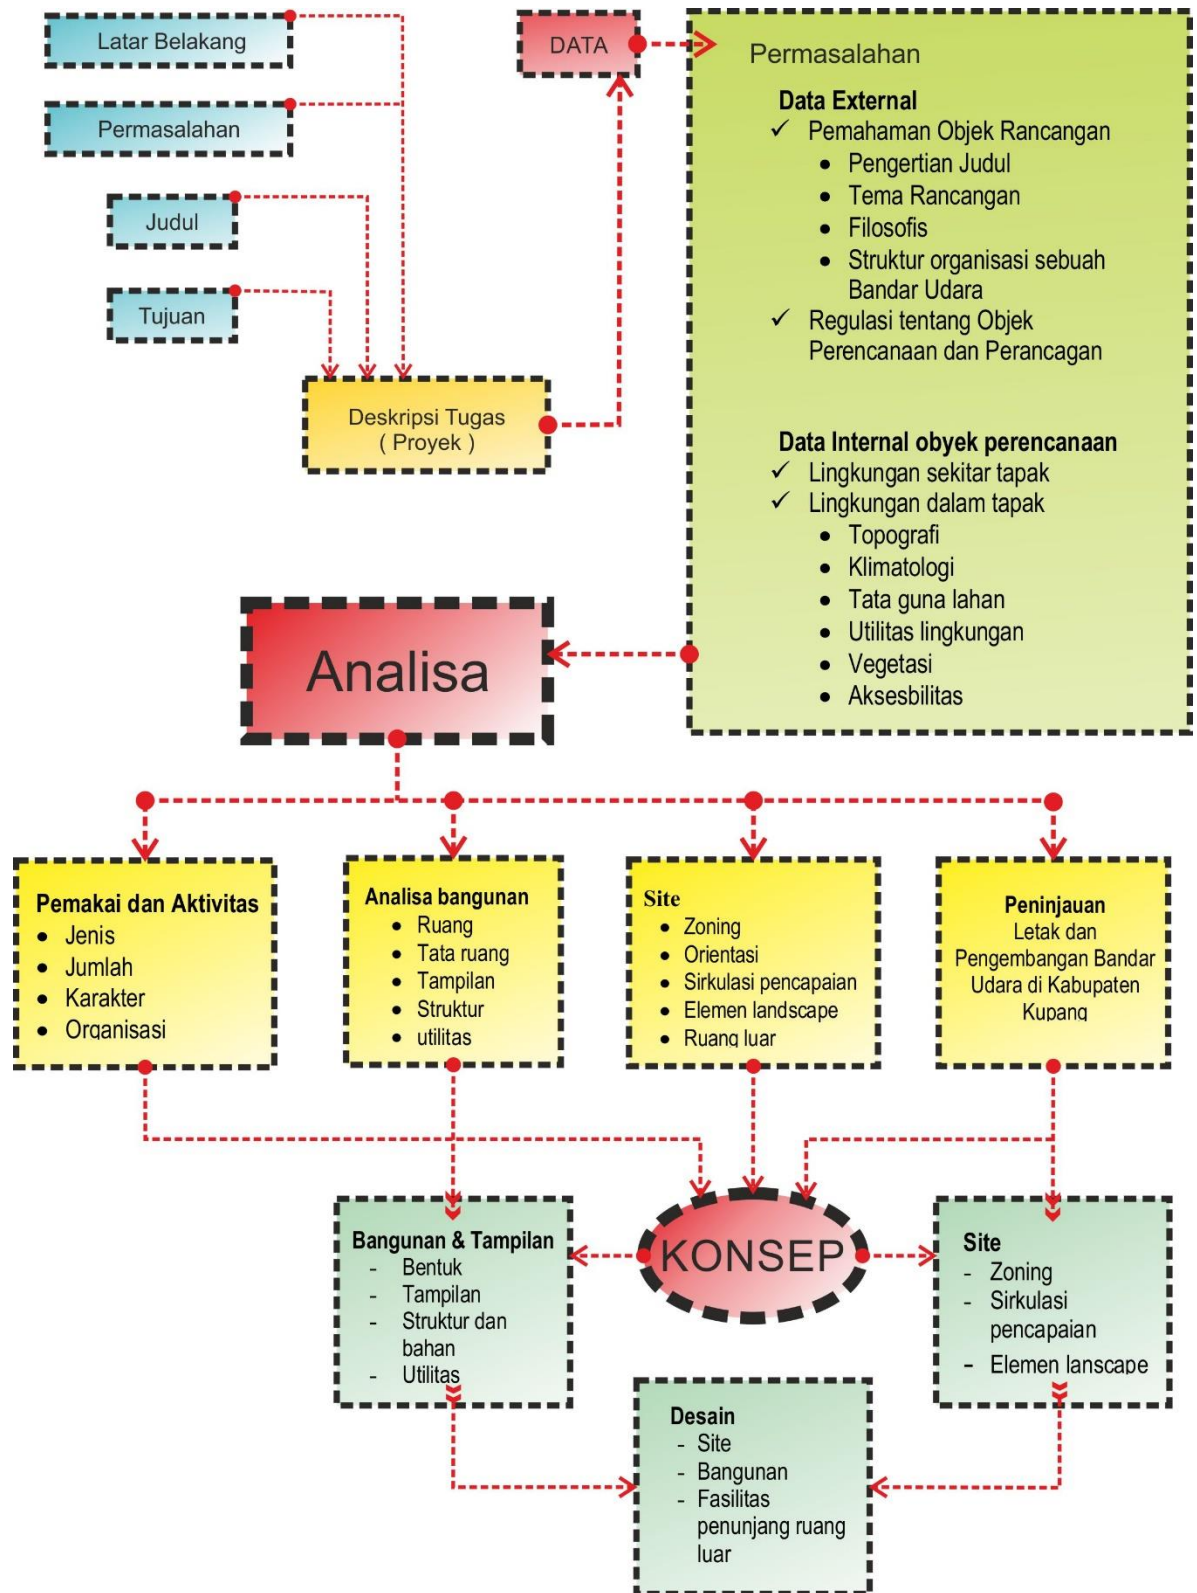 Latar Belakang
Permasalahan
Judul
Tujuan
Deskripsi Tugas
( Proyek )
DATA
Permasalahan
Data External
✓ Pemahaman Objek Rancangan
• Pengertian Judul
• Tema Rancangan
• Filosofis
• Struktur organisasi sebuah
Bandar Udara
✓ Regulasi tentang Objek
Perencanaan dan Perancagan
Data Internal obyek perencanaan
✓ Lingkungan sekitar tapak
✓ Lingkungan dalam tapak
• Topografi
• Klimatologi
• Tata guna lahan
• Utilitas lingkungan
• Vegetasi
• Aksesbilitas
Analisa
Pemakai dan Aktivitas
• Jenis
• Jumlah
• Karakter
• Organisasi
Analisa bangunan
• Ruang
• Tata ruang
• Tampilan
• Struktur
• utilitas
Site
• Zoning
• Orientasi
• Sirkulasi pencapaian
• Elemen landscape
• Ruang luar
Peninjauan
Letak dan
Pengembangan Bandar
Udara di Kabupaten
Kupang
Bangunan & Tampilan
- Bentuk
- Tampilan
- Struktur dan
bahan
- Utilitas
KONSEP
Site
- Zoning
- Sirkulasi
pencapaian
- Elemen lanscape
Desain
- Site
- Bangunan
- Fasilitas
penunjang ruang
luar